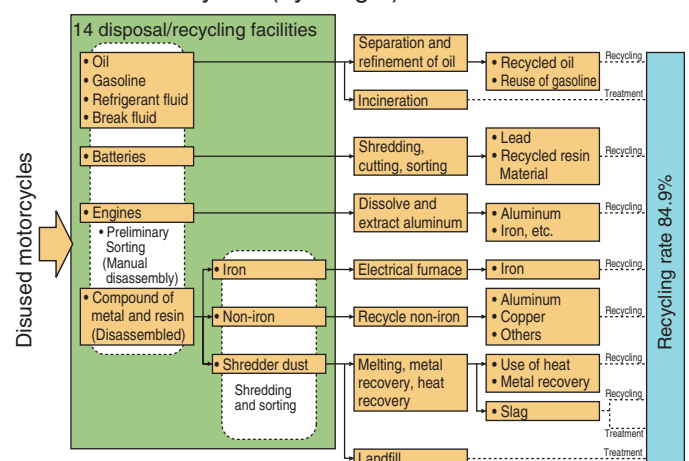 14 disposal/recycling facilities
• Oil
• Gasoline
• Refrigerant fluid
• Break fluid
Separation and
refinement of oil
• Recycled oil
• Reuse of gasoline
Recycling
Incineration
Treatment
• Batteries
Shredding,
cutting, sorting
• Lead
• Recycled resin
Material
Recycling
• Engines
Dissolve and
extract aluminum
• Aluminum
• Iron, etc.
Recycling
• Preliminary
Sorting
(Manual
disassembly)
• Compound of
metal and resin
(Disassembled)
• Iron
Electrical furnace
• Iron
Recycling
• Non-iron
Recycle non-iron
• Aluminum
• Copper
• Others
Recycling
• Shredder dust
Melting, metal
recovery, heat
recovery
• Use of heat
• Metal recovery
Recycling
• Slag
Recycling
Treatment
Shredding
and sorting
Landfill
Treatment
Disused motorcycles
Recycling rate 84.9%